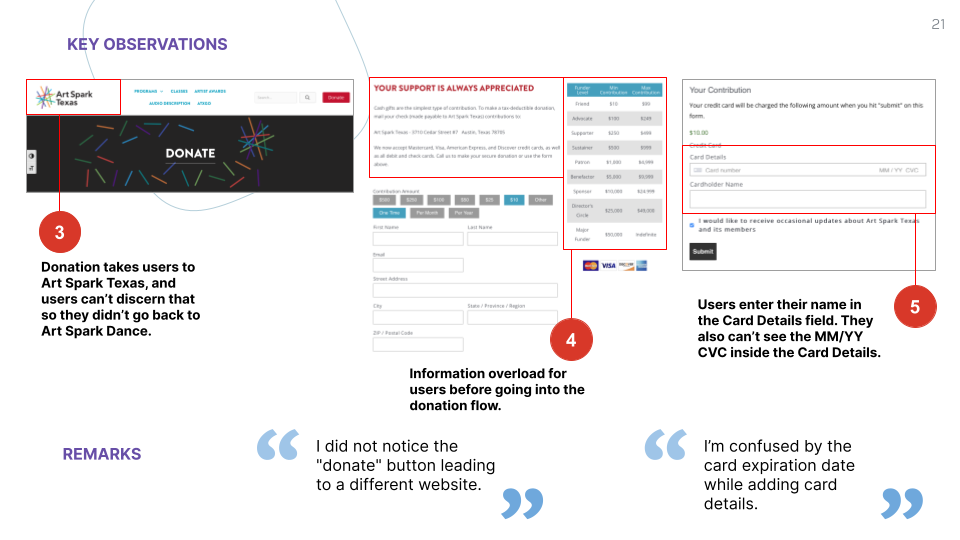 21
KEY OBSERVATIONS
Art Spark
Texas
PROGRAMS CLASSES ARTIST AWARDS
AUDIO DESCRIPTION ATXED
Search...
Donate
DONATE
YOUR SUPPORT IS ALWAYS APPRECIATED
Cash gifts are the simplest type of contribution. To make a tax-deductible donation,
mail your check (made payable to Art Spark Texas) contributions to:
Art Spark Texas - 3710 Cedar Street #7 Austin, Texas 78705
We now accept Mastercard, Visa, American Express, and Discover credit cards, as well
as all debit and check cards. Call us to make your secure donation or use the form
above.
Contribution Amount
$500 $250 $100 $50 $25 $10 Other
One Time Per Month Per Year
First Name Last Name
Email
Street Address
City State / Province / Region
ZIP / Postal Code
Funder Level Min Contribution Max Contribution
Friend $10 $99
Advocate $100 $249
Supporter $250 $499
Sustainer $500 $999
Patron $1,000 $4,999
Benefactor $5,000 $9,999
Sponsor $10,000 $24,999
Director's Circle $25,000 $49,000
Major Funder $50,000 Indefinite
VISA
Your Contribution
Your credit card will be charged the following amount when you hit "submit" on this
form.
$10.00
Credit Card
Card Details
Card number MM / YY CVC
Cardholder Name
I would like to receive occasional updates about Art Spark Texas
and its members
Submit
3
Donation takes users to
Art Spark Texas, and
users can’t discern that
so they didn’t go back to
Art Spark Dance.
4
Information overload for
users before going into the
donation flow.
5
Users enter their name in
the Card Details field. They
also can’t see the MM/YY
CVC inside the Card Details.
REMARKS
“ I did not notice the
"donate" button leading
to a different website. ”
“ I’m confused by the
card expiration date
while adding card
details. ”